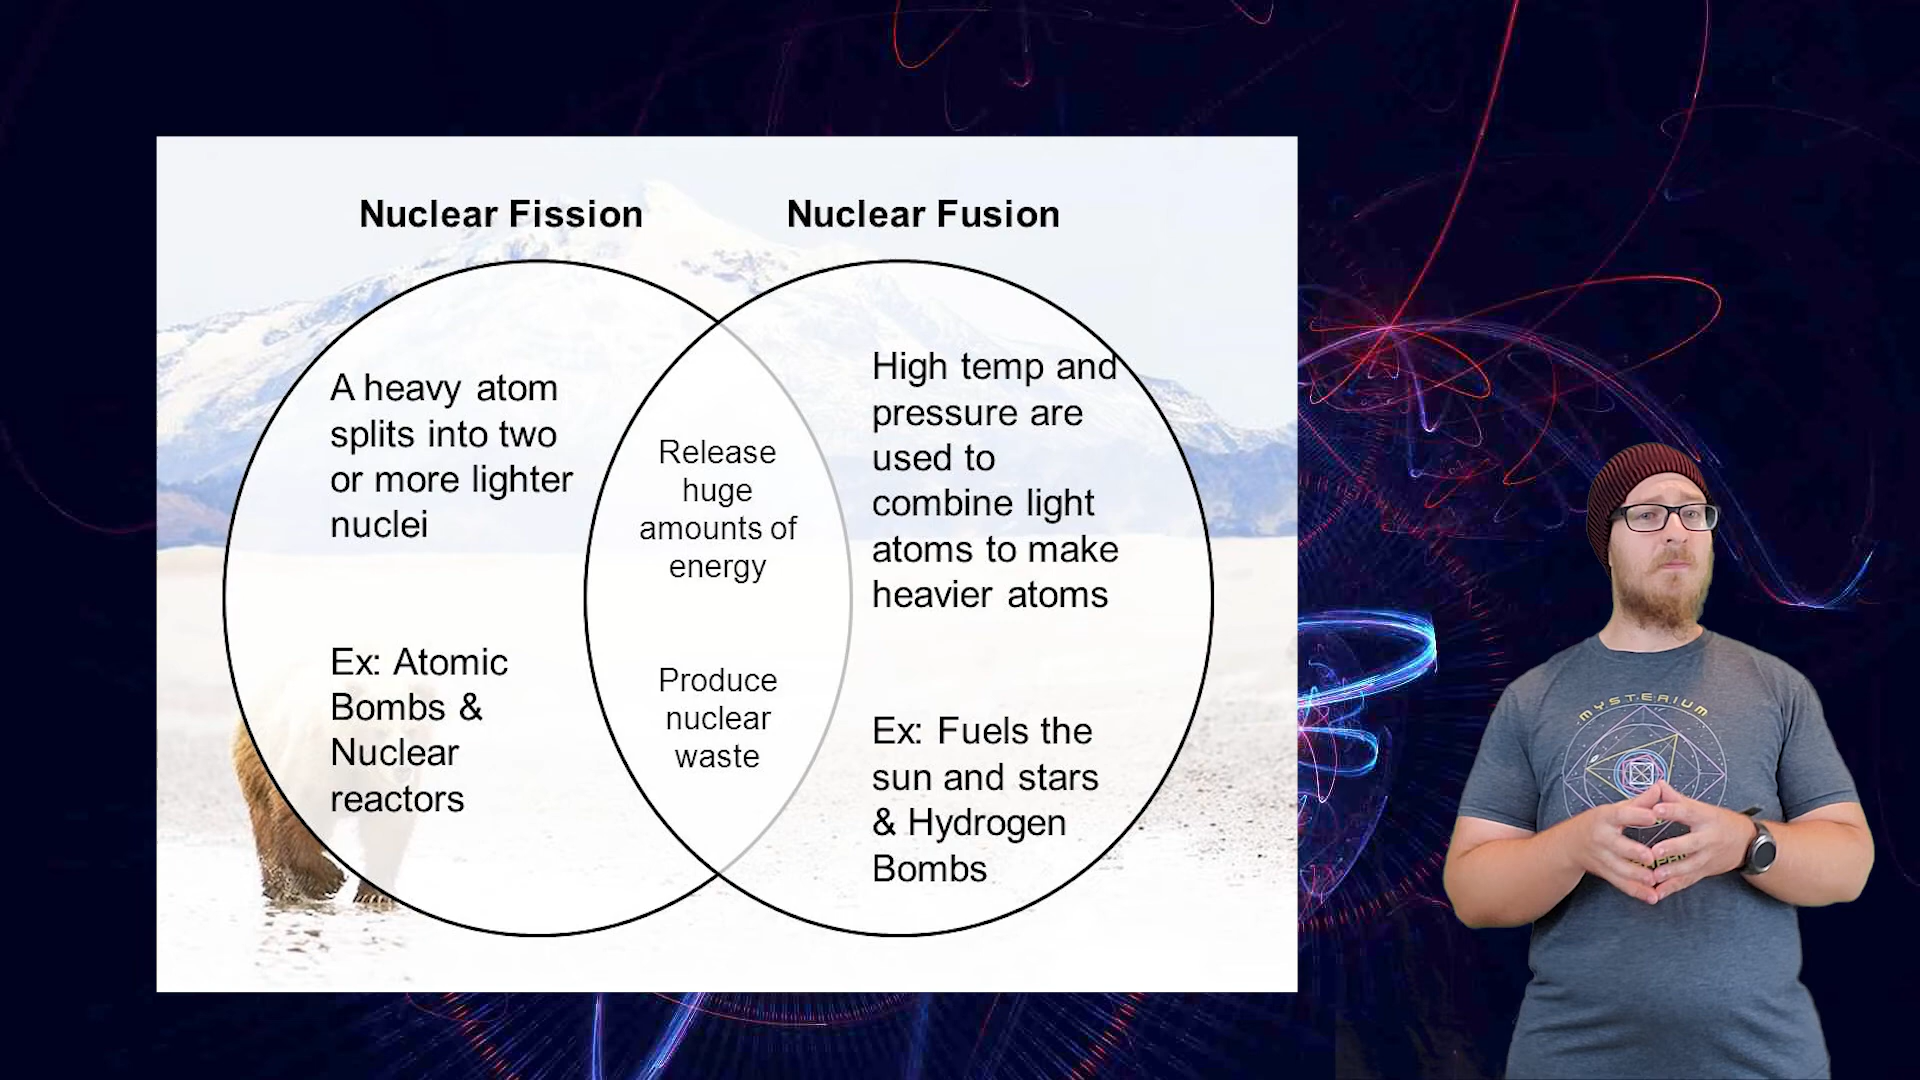 Nuclear Fission
Nuclear Fusion
A heavy atom
splits into two
or more lighter
nuclei
Ex: Atomic
Bombs &
Nuclear
reactors
Release
huge
amounts of
energy
Produce
nuclear
waste
High temp and
pressure are
used to
combine light
atoms to make
heavier atoms
Ex: Fuels the
sun and stars
& Hydrogen
Bombs
MYSTERIUM